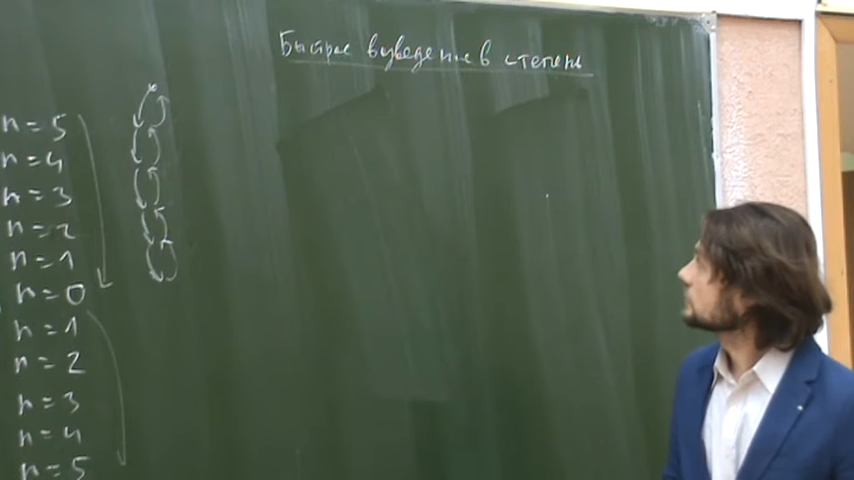 Быстрое возведение в степень
n = 5
n = 4
n = 3
n = 2
n = 1
n = 0
n = 1
n = 2
n = 3
n = 4
n = 5